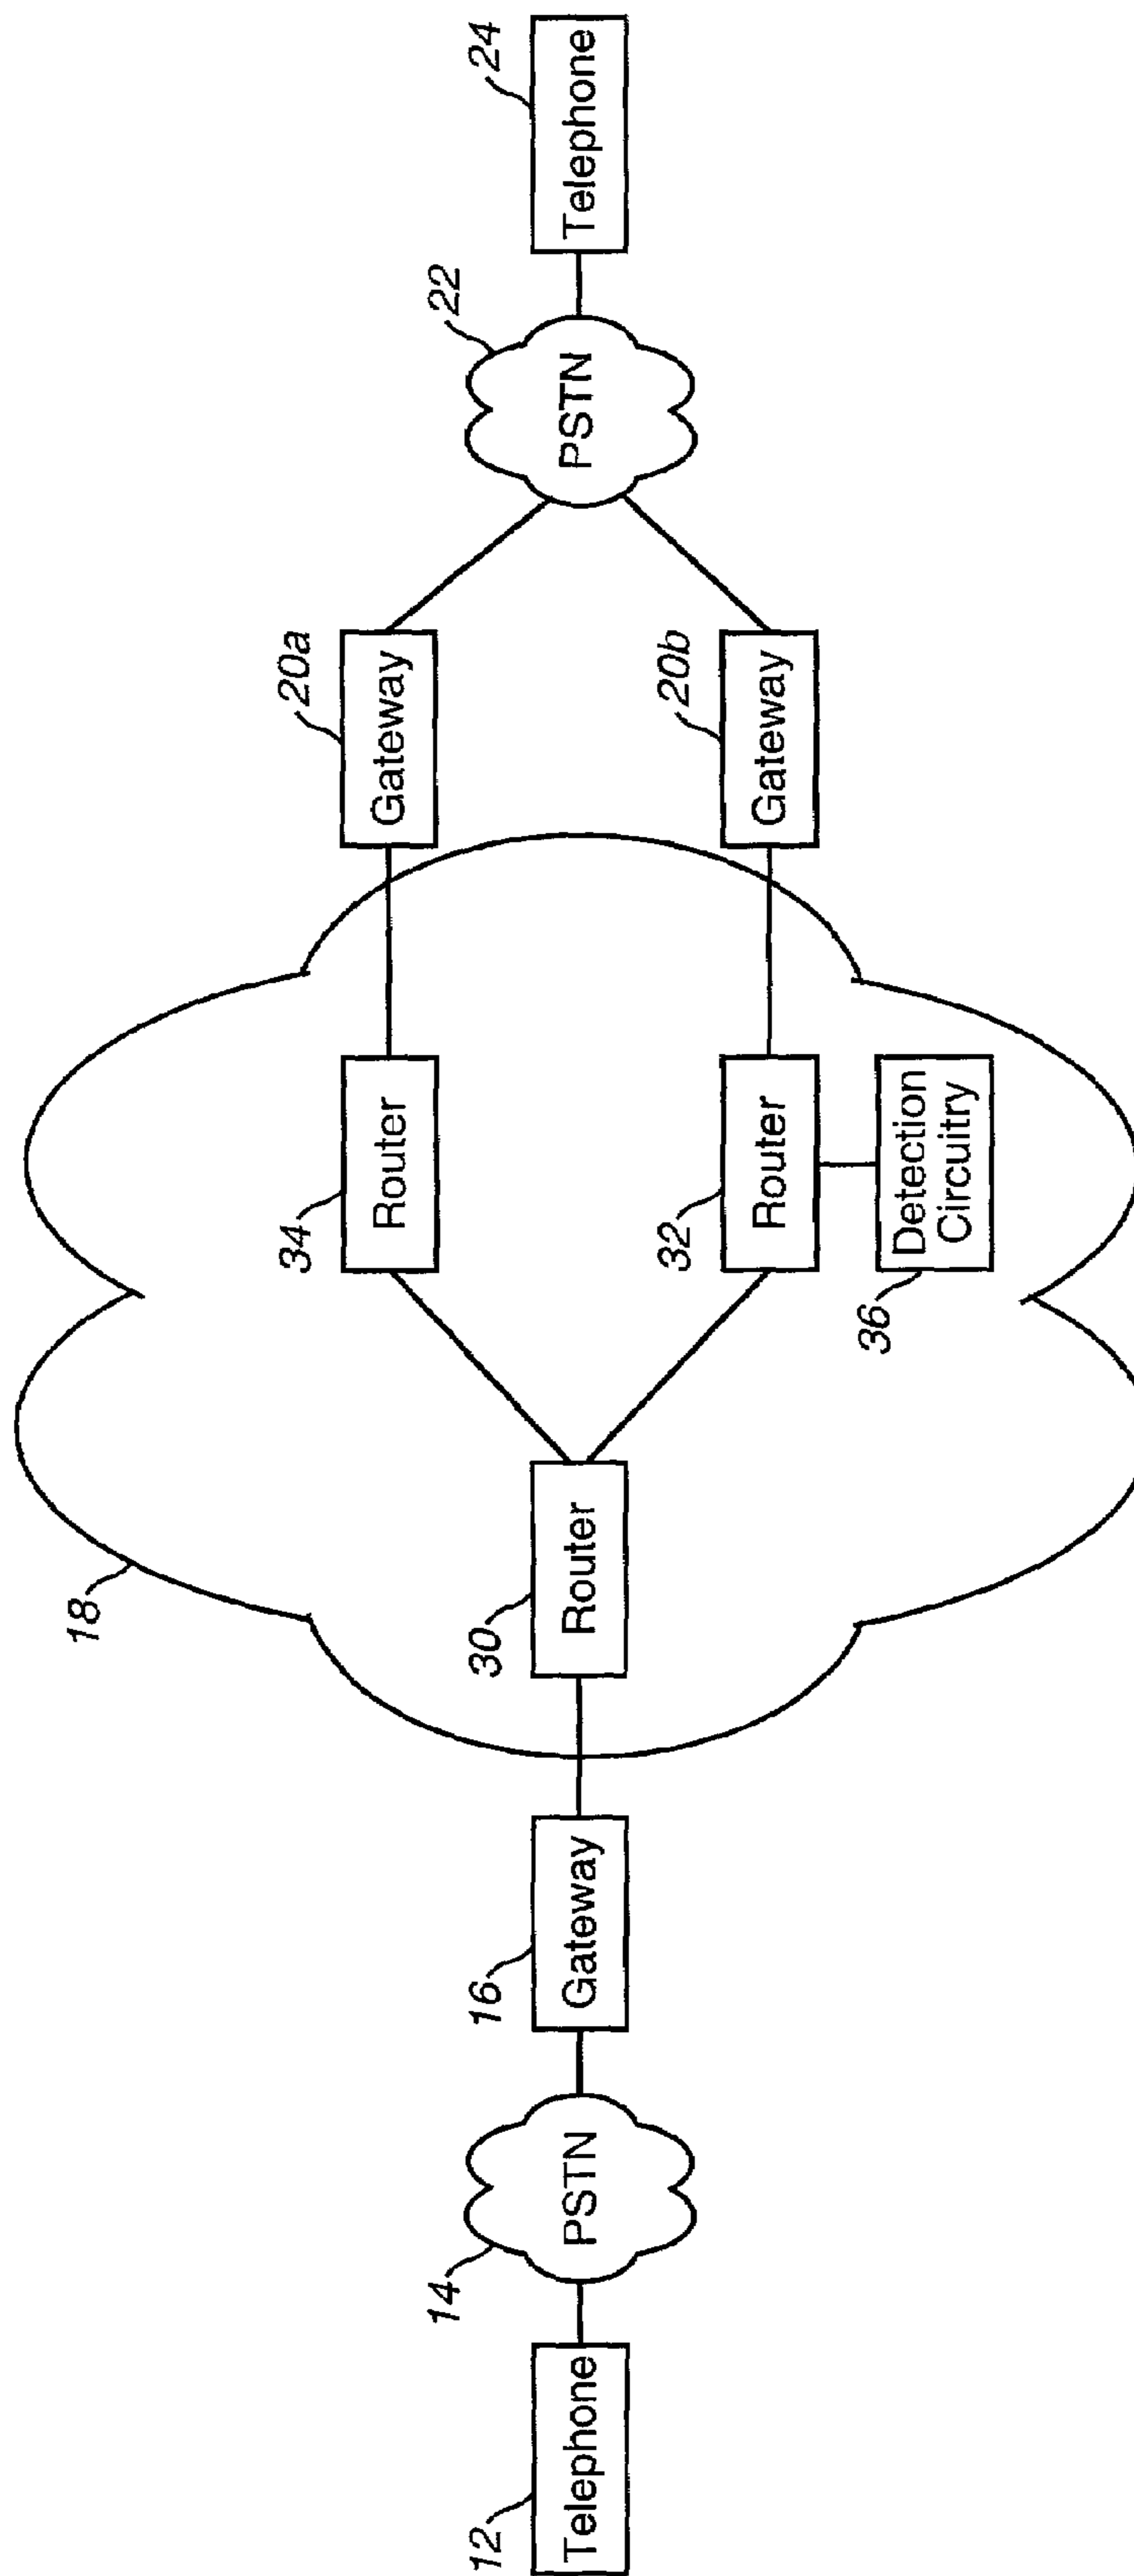 12
Telephone
14
PSTN
16
Gateway
18
30
Router
34
Router
32
Router
36
Detection
Circuitry
20a
Gateway
20b
Gateway
22
PSTN
24
Telephone